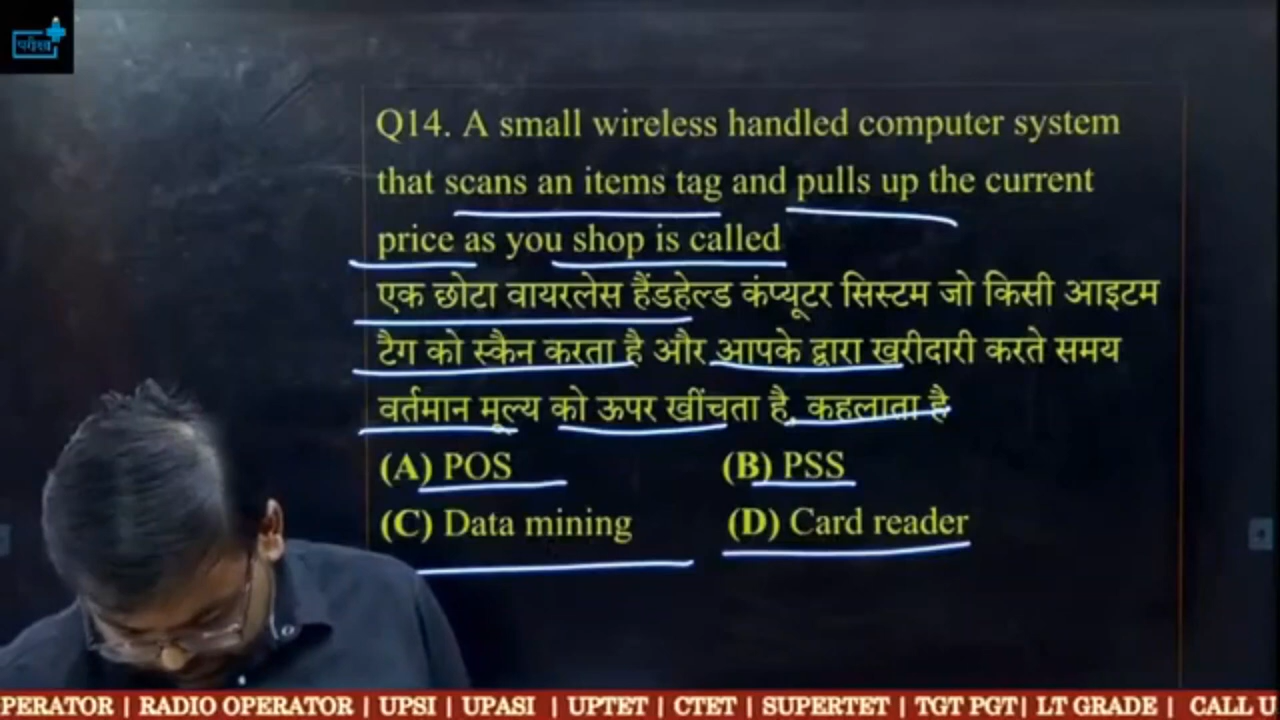 परीक्षा
Q14. A small wireless handled computer system
that scans an items tag and pulls up the current
price as you shop is called
एक छोटा वायरलेस हैंडहेल्ड कंप्यूटर सिस्टम जो किसी आइटम
टैग को स्कैन करता है और आपके द्वारा खरीदारी करते समय
वर्तमान मूल्य को ऊपर खींचता है, कहलाता है
(A) POS (B) PSS
(C) Data mining (D) Card reader
PERATOR | RADIO OPERATOR | UPSI | UPASI | UPTET | CTET | SUPERTET | TGT PGT| LT GRADE | CALL U